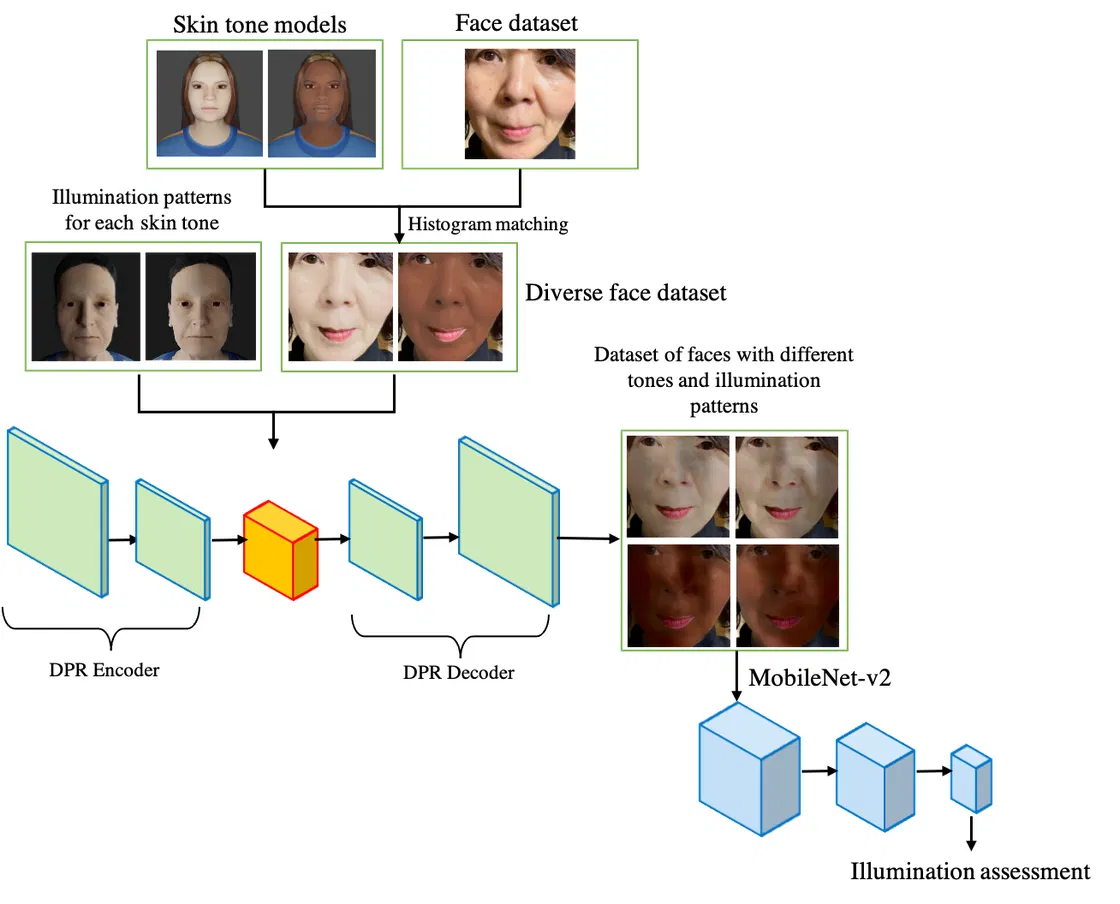 Skin tone models
Face dataset
Illumination patterns
for each skin tone
Histogram matching
Diverse face dataset
Dataset of faces with different
tones and illumination
patterns
DPR Encoder
DPR Decoder
MobileNet-v2
Illumination assessment